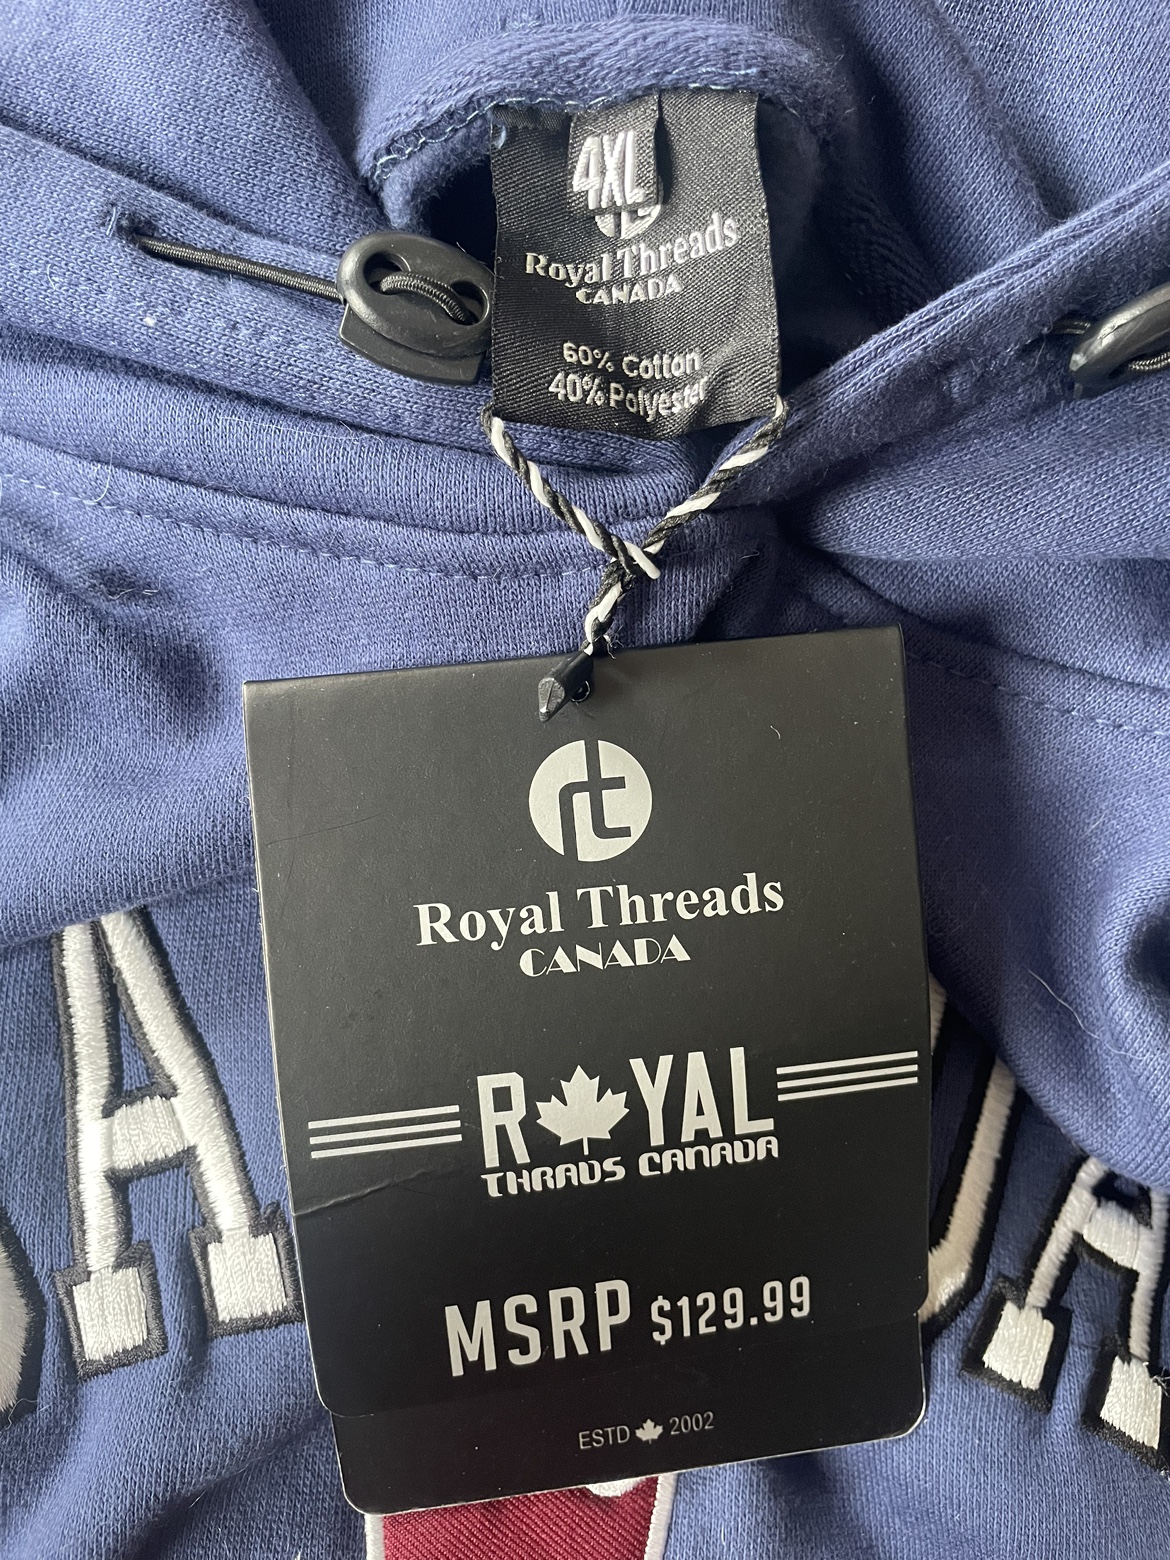 4XL
Royal Threads
CANADA
60% Cotton
40% Polyester
rt
Royal Threads
CANADA
R YAL
THRADS CANADA
MSRP $129.99
ESTD 2002
A
A